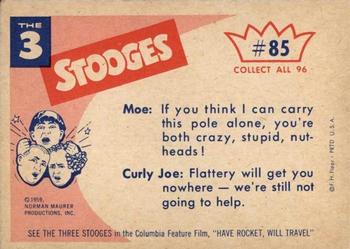 THE
3
STOOGES
#85
COLLECT ALL 96
Moe: If you think I can carry
this pole alone, you're
both crazy, stupid, nut-
heads!
Curly Joe: Flattery will get you
nowhere — we're still not
going to help.
©1959,
NORMAN MAURER
PRODUCTIONS, INC.
©F. H. Fleer - PRTD U.S.A.
SEE THE THREE STOOGES in the Columbia Feature Film, "HAVE ROCKET, WILL TRAVEL"